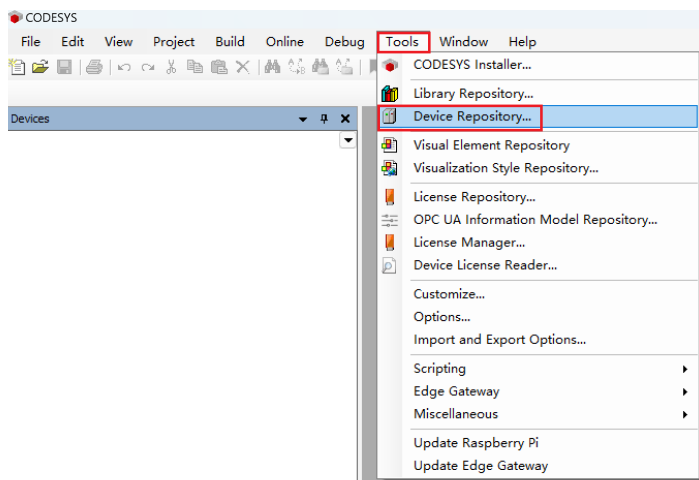 CODESYS
File Edit View Project Build Online Debug Tools Window Help
CODESYS Installer...
Library Repository...
Devices
Device Repository...
Visual Element Repository
Visualization Style Repository...
License Repository...
OPC UA Information Model Repository...
License Manager...
Device License Reader...
Customize...
Options...
Import and Export Options...
Scripting
Edge Gateway
Miscellaneous
Update Raspberry Pi
Update Edge Gateway